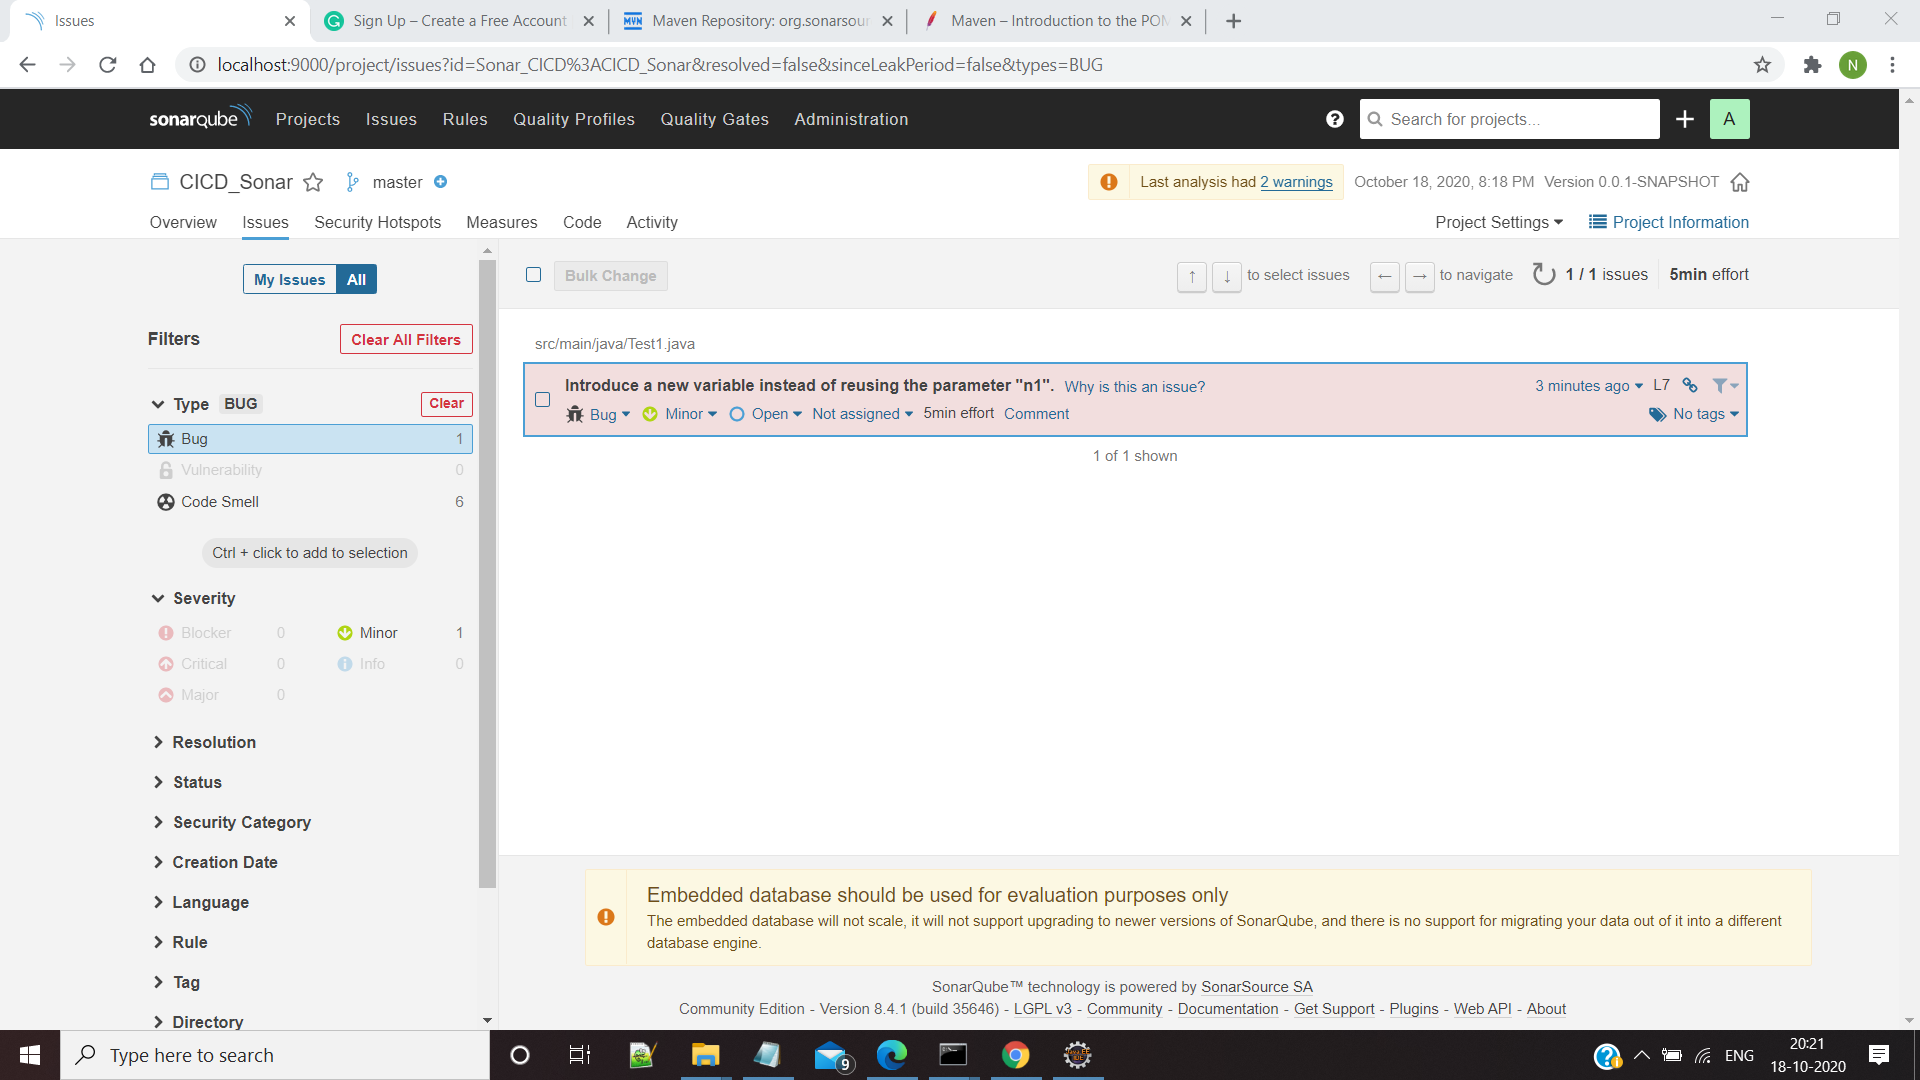 Issues
Sign Up – Create a Free Account
MVN Maven Repository: org.sonarsour
Maven – Introduction to the POM
localhost:9000/project/issues?id=Sonar_CICD%3ACICD_Sonar&resolved=false&sinceLeakPeriod=false&types=BUG
N
sonarqube Projects Issues Rules Quality Profiles Quality Gates Administration
Search for projects...
A
CICD_Sonar master
Last analysis had 2 warnings October 18, 2020, 8:18 PM Version 0.0.1-SNAPSHOT
Overview Issues Security Hotspots Measures Code Activity
Project Settings Project Information
My Issues All
Bulk Change
↑ ↓ to select issues ← → to navigate 1 / 1 issues 5min effort
Filters Clear All Filters
Type BUG Clear
Bug 1
Vulnerability 0
Code Smell 6
Ctrl + click to add to selection
Severity
Blocker 0 Minor 1
Critical 0 Info 0
Major 0
Resolution
Status
Security Category
Creation Date
Language
Rule
Tag
Directory
src/main/java/Test1.java
Introduce a new variable instead of reusing the parameter "n1". Why is this an issue? 3 minutes ago L7
Bug Minor Open Not assigned 5min effort Comment No tags
1 of 1 shown
Embedded database should be used for evaluation purposes only
The embedded database will not scale, it will not support upgrading to newer versions of SonarQube, and there is no support for migrating your data out of it into a different
database engine.
SonarQube™ technology is powered by SonarSource SA
Community Edition - Version 8.4.1 (build 35646) - LGPL v3 - Community - Documentation - Get Support - Plugins - Web API - About
Type here to search
9
ENG
20:21
18-10-2020